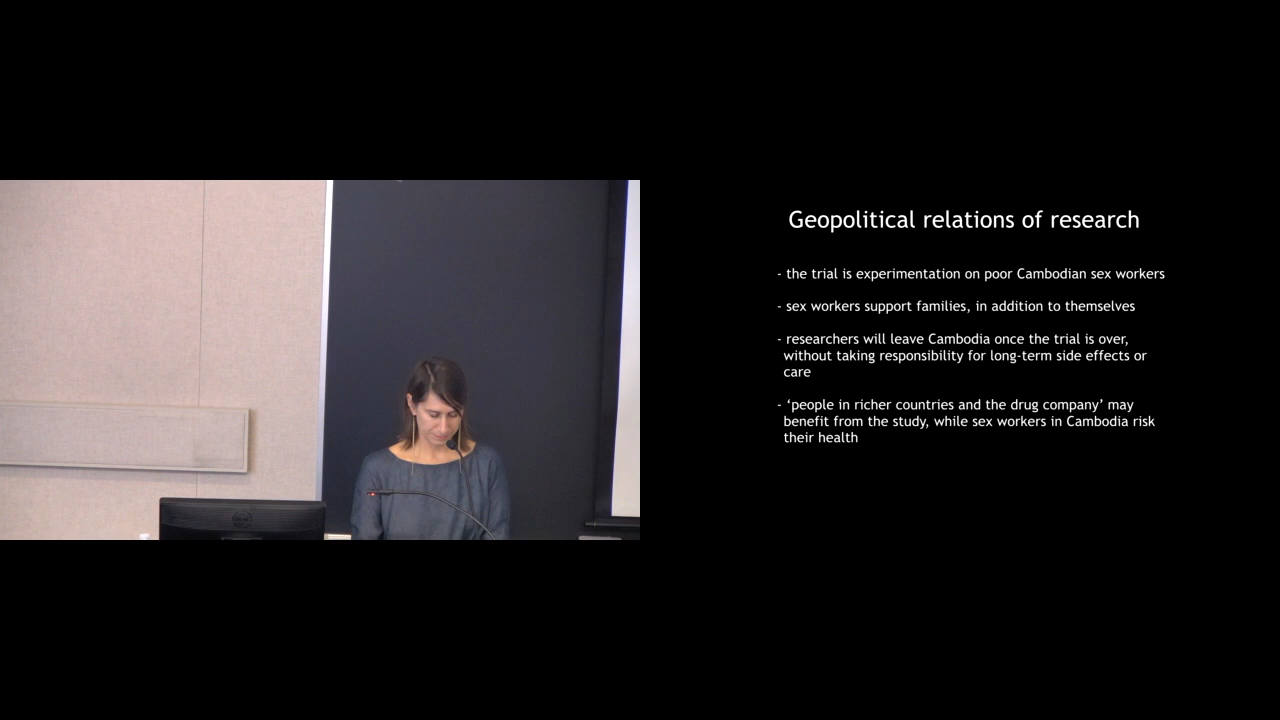 Geopolitical relations of research
- the trial is experimentation on poor Cambodian sex workers
- sex workers support families, in addition to themselves
- researchers will leave Cambodia once the trial is over,
without taking responsibility for long-term side effects or
care
- ‘people in richer countries and the drug company’ may
benefit from the study, while sex workers in Cambodia risk
their health